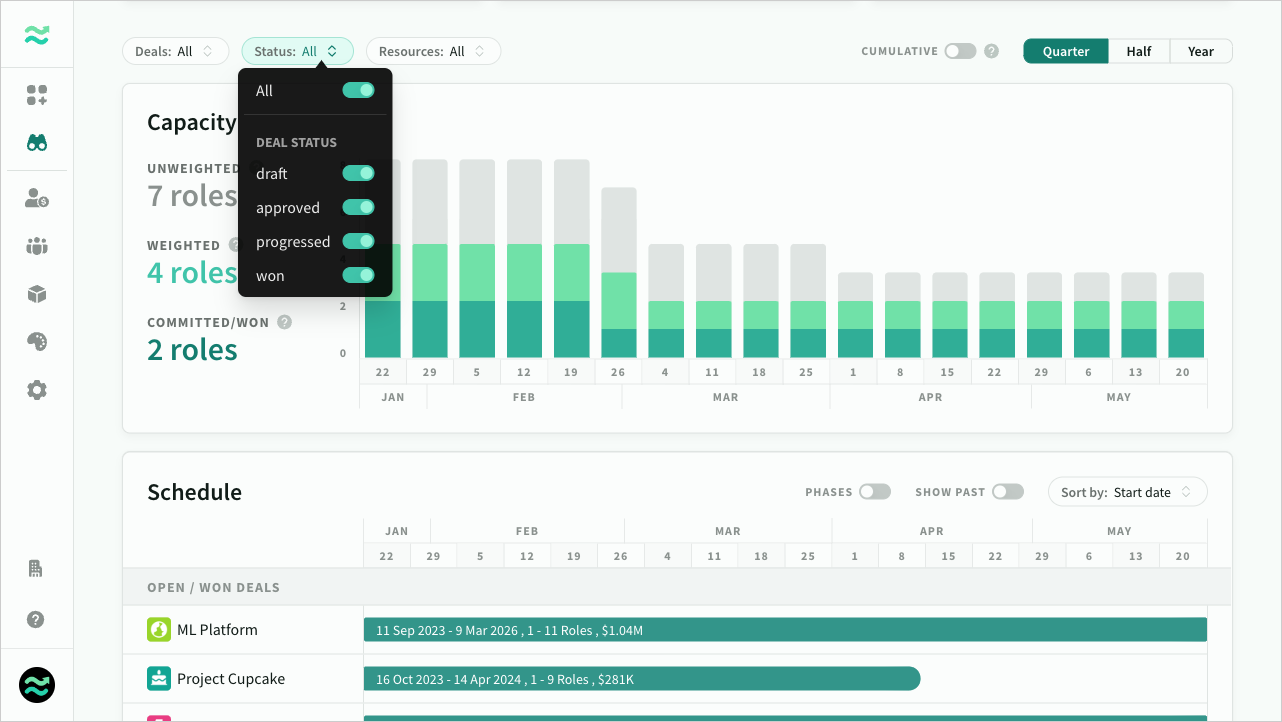 Deals: All
Status: All
Resources: All
CUMULATIVE
?
Quarter
Half
Year
All
DEAL STATUS
draft
approved
progressed
won
Capacity
UNWEIGHTED
7 roles
WEIGHTED ?
4 roles
COMMITTED/WON ?
2 roles
4
2
0
22 29 5 12 19 26 4 11 18 25 1 8 15 22 29 6 13 20
JAN FEB MAR APR MAY
Schedule
PHASES
SHOW PAST
Sort by: Start date
JAN FEB MAR APR MAY
22 29 5 12 19 26 4 11 18 25 1 8 15 22 29 6 13 20
OPEN / WON DEALS
ML Platform
11 Sep 2023 - 9 Mar 2026 , 1 - 11 Roles , $1.04M
Project Cupcake
16 Oct 2023 - 14 Apr 2024 , 1 - 9 Roles , $281K
?